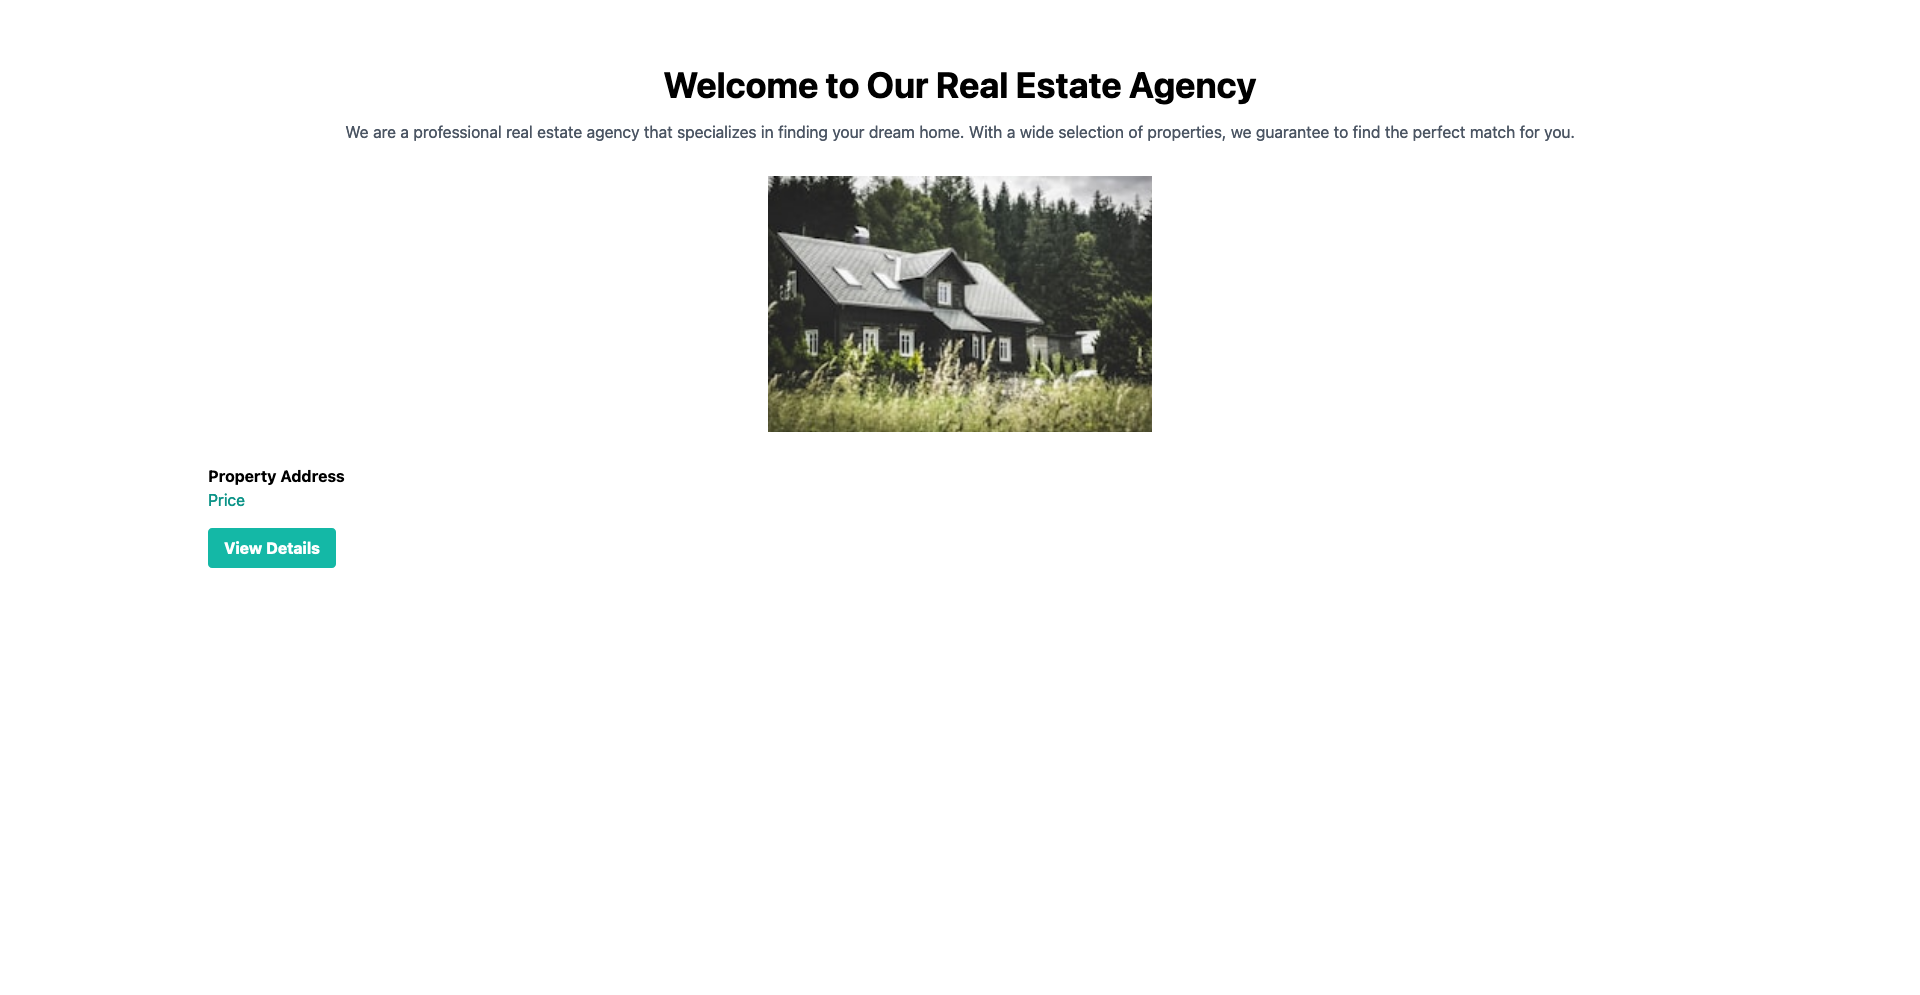 Welcome to Our Real Estate Agency
We are a professional real estate agency that specializes in finding your dream home. With a wide selection of properties, we guarantee to find the perfect match for you.
Property Address
Price
View Details